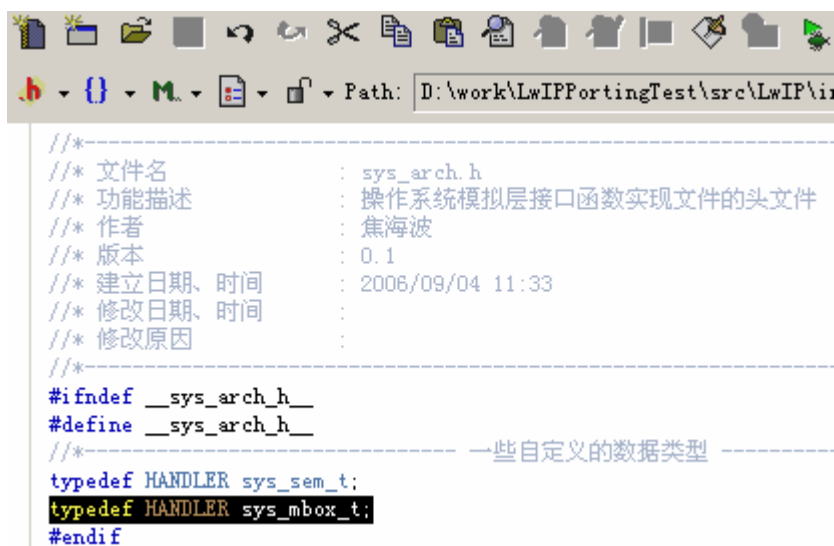 .h {} M.. Path: D:\work\LwIPPortingTest\src\LwIP\in
//*----------------------------------------------------------------
//* 文件名 : sys_arch.h
//* 功能描述 : 操作系统模拟层接口函数实现文件的头文件
//* 作者 : 焦海波
//* 版本 : 0.1
//* 建立日期、时间 : 2006/09/04 11:33
//* 修改日期、时间 :
//* 修改原因 :
//*----------------------------------------------------------------
#ifndef __sys_arch_h__
#define __sys_arch_h__
//*-------------------------------- 一些自定义的数据类型 ----------
typedef HANDLER sys_sem_t;
typedef HANDLER sys_mbox_t;
#endif